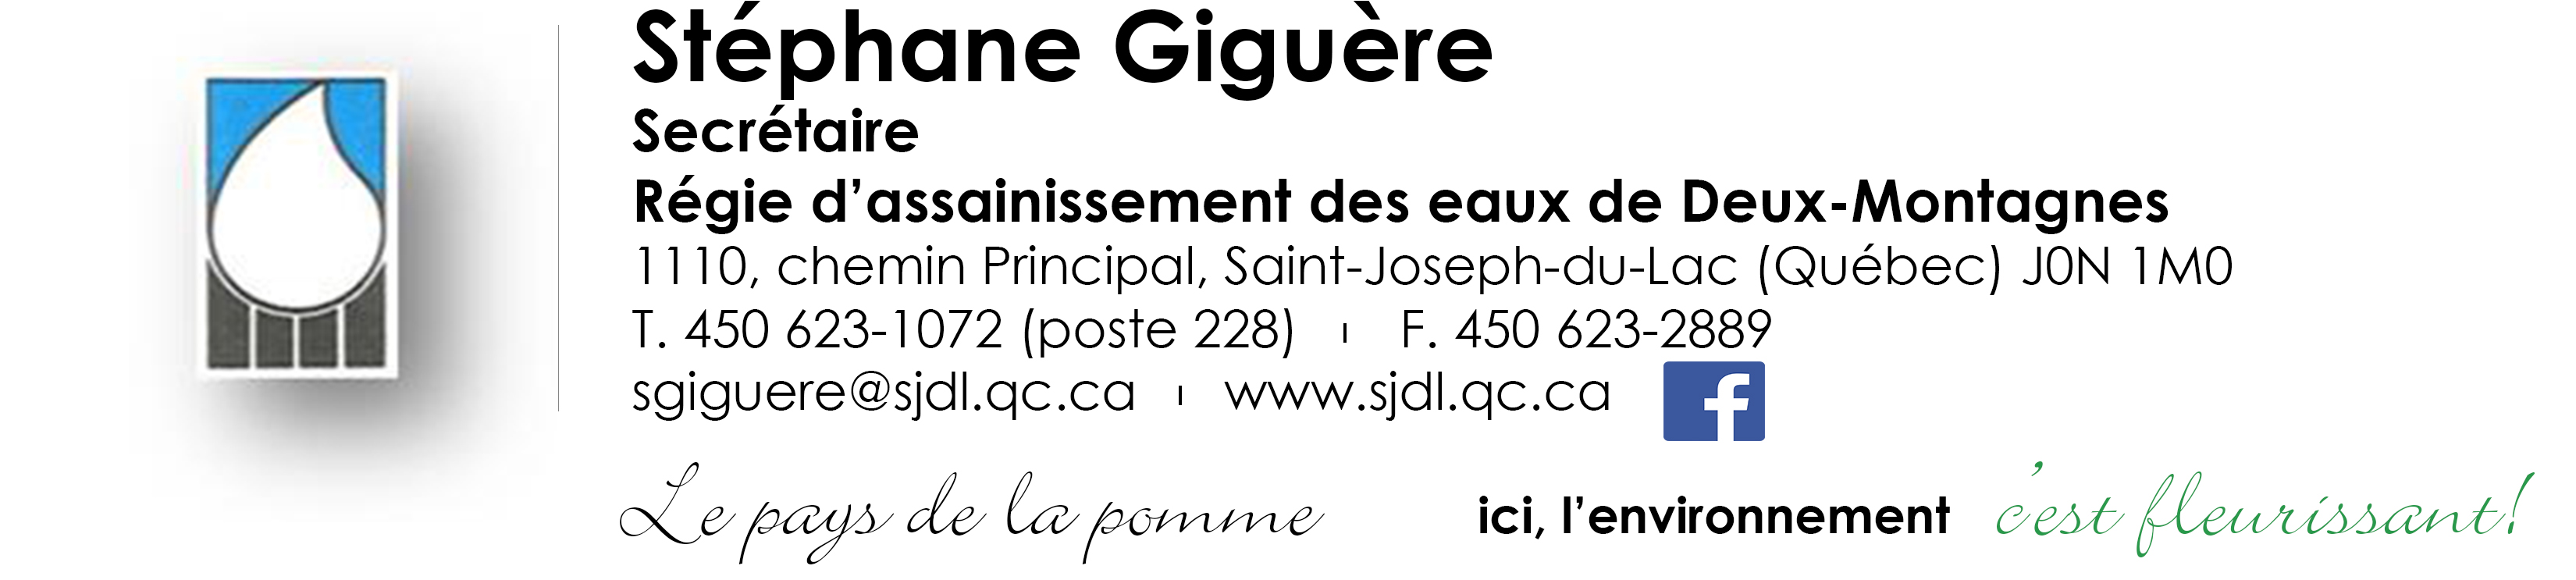 Stéphane Giguère
Secrétaire
Régie d’assainissement des eaux de Deux-Montagnes
1110, chemin Principal, Saint-Joseph-du-Lac (Québec) J0N 1M0
T. 450 623-1072 (poste 228) ı F. 450 623-2889
sgiguere@sjdl.qc.ca ı www.sjdl.qc.ca f
Le pays de la pomme ici, l’environnement c’est fleurissant!